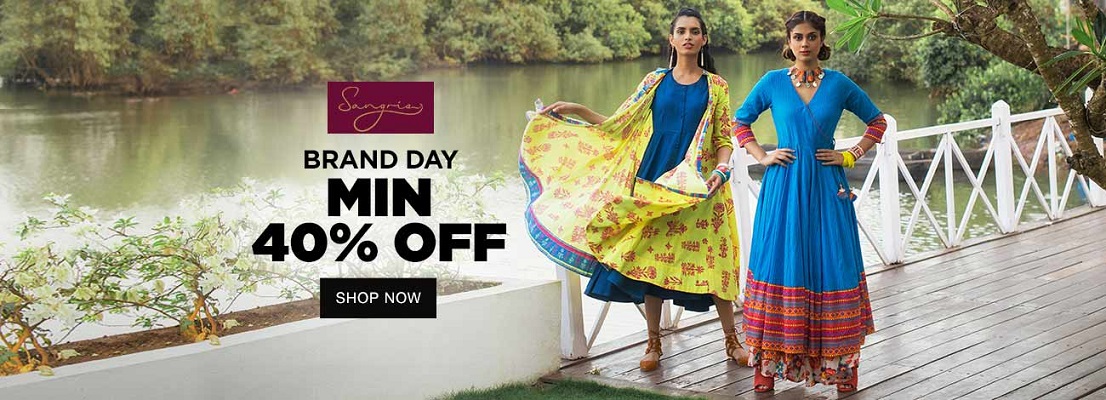 Sangria
BRAND DAY
MIN
40% OFF
SHOP NOW